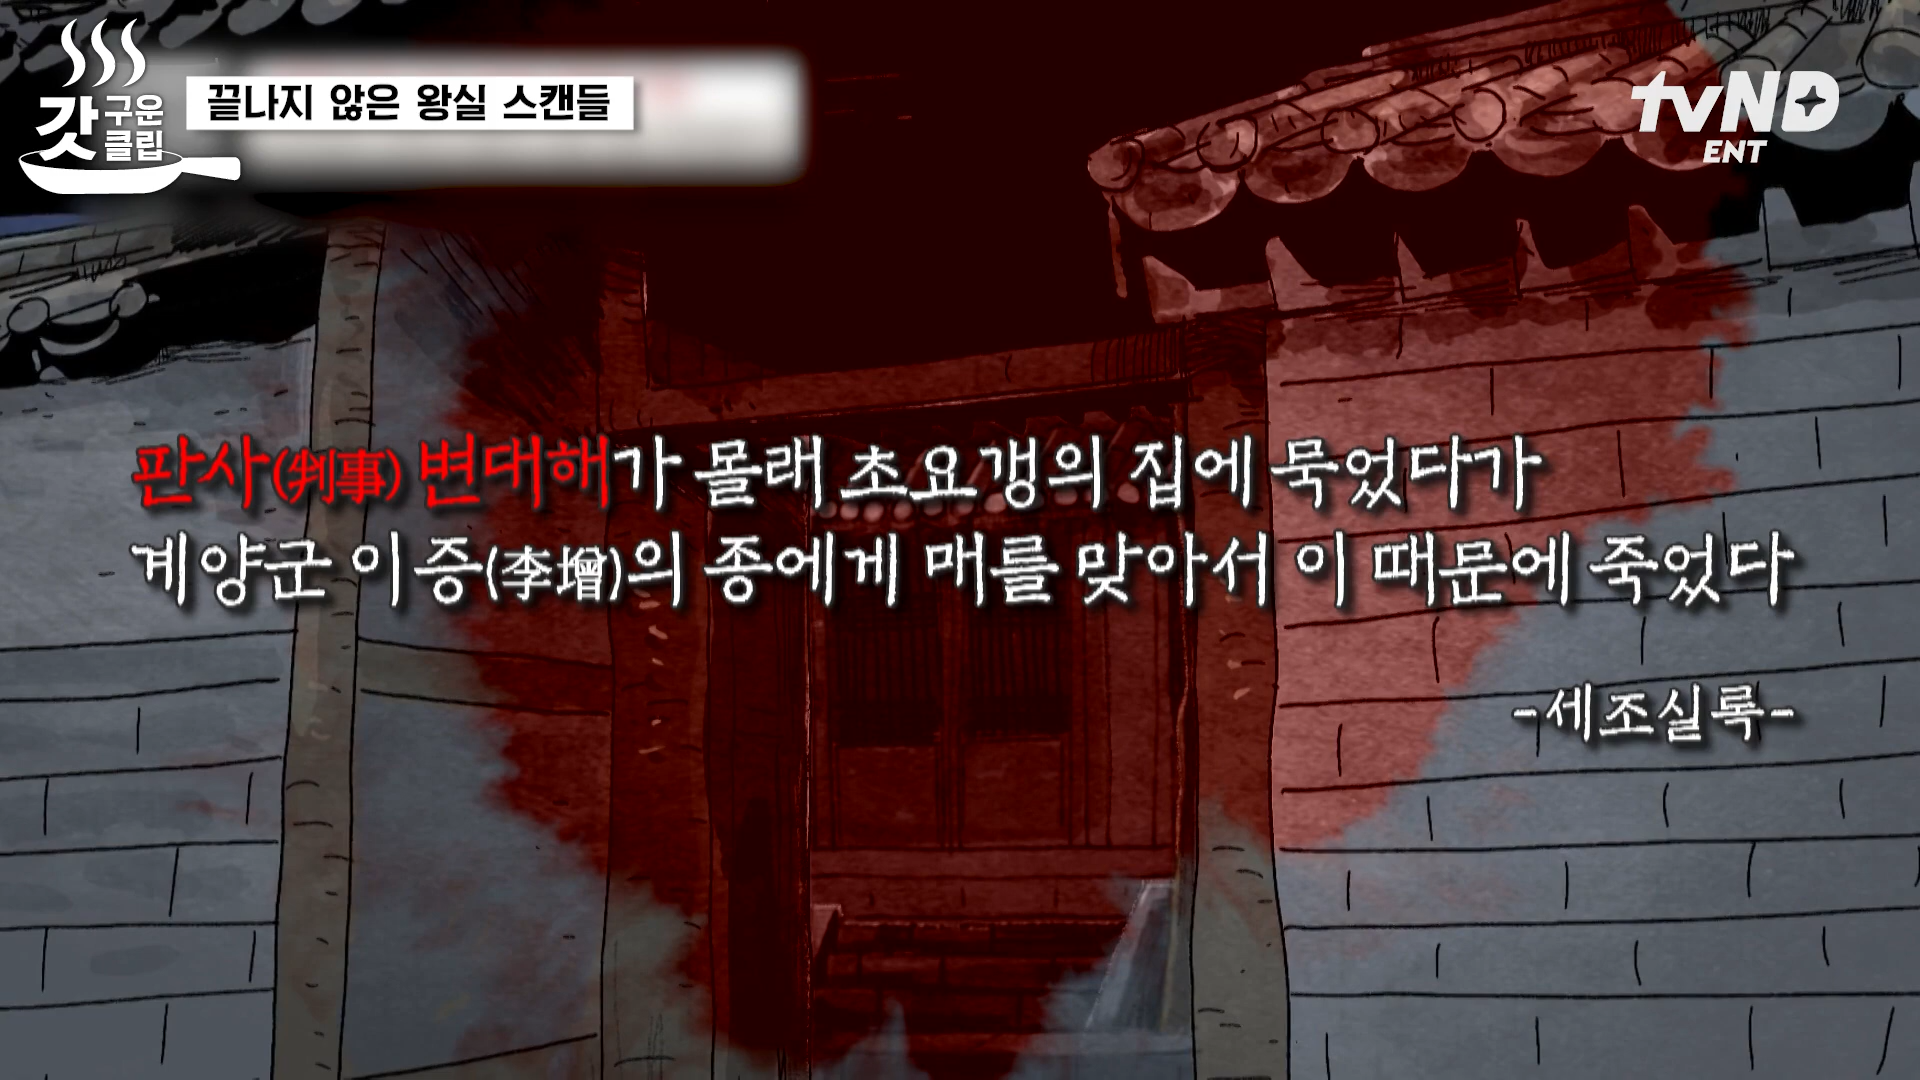 갓구운클립
끝나지 않은 왕실 스캔들
tvN D
ENT
판사(判事) 변대해가 몰래 초요갱의 집에 묵었다가
계양군 이증(李增)의 종에게 매를 맞아서 이 때문에 죽었다
-세조실록-